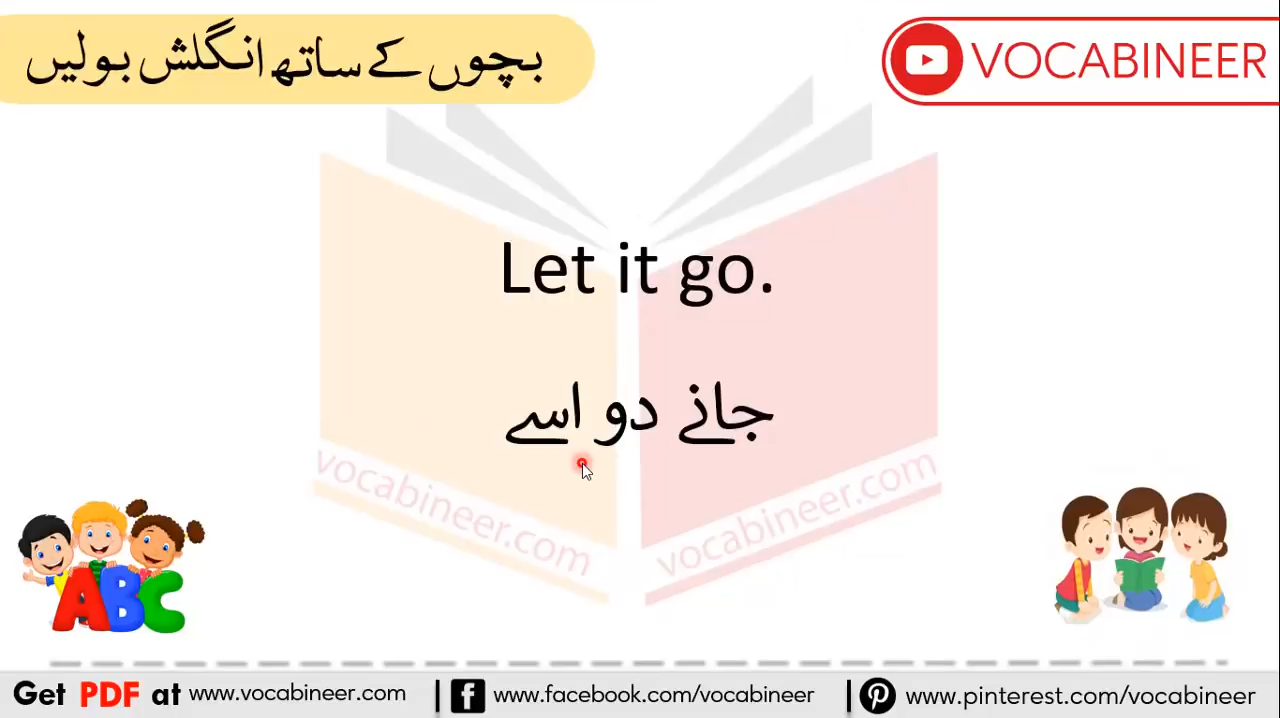 بچوں کے ساتھ انگلش بولیں
VOCABINEER
Let it go.
جانے دو اسے
vocabineer.com vocabineer.com
ABC
Get PDF at www.vocabineer.com www.facebook.com/vocabineer www.pinterest.com/vocabineer